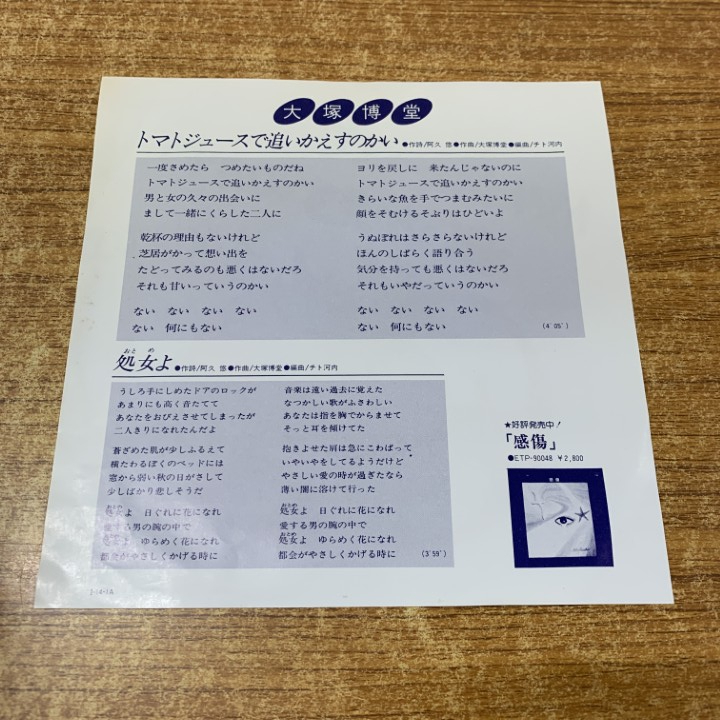 大塚博堂
トマトジュースで追いかえすのかい ●作詩/阿久 悠●作曲/大塚博堂●編曲/チト河内
一度さめたら つめたいものだね
トマトジュースで追いかえすのかい
男と女の久々の出会いに
まして一緒にくらした二人に
乾杯の理由もないけれど
芝居がかって想い出を
たどってみるのも悪くはないだろ
それも甘いっていうのかい
ない ない ない ない
ない 何にもない
ヨリを戻しに 来たんじゃないのに
トマトジュースで追いかえすのかい
きらいな魚を手でつまむみたいに
顔をそむけるそぶりはひどいよ
うぬぼれはさらさらないけれど
ほんのしばらく語り合う
気分を持っても悪くはないだろ
それもいやだっていうのかい
ない ない ない ない
ない 何にもない
(4′05″)
おとめ
処女よ ●作詩/阿久 悠●作曲/大塚博堂●編曲/チト河内
うしろ手にしめたドアのロックが
あまりにも高く音たてて
あなたをおびえさせてしまったが
二人きりになれたんだよ
蒼ざめた肌が少しふるえて
横たわるぼくのベッドには
窓から弱い秋の日がさして
少しばかり悲しそうだ
おとめ
処女よ 日ぐれに花になれ
愛する男の腕の中で
おとめ
処女よ ゆらめく花になれ
都会がやさしくかげる時に
音楽は遠い過去に覚えた
なつかしい歌がふさわしい
あなたは指を胸でからませて
そっと耳を傾けてた
抱きよせた肩は急にこわばって
いやいやをしてるようだけど
やさしい愛の時が過ぎたなら
薄い闇に溶けて行った
おとめ
処女よ 日ぐれに花になれ
愛する男の腕の中で
おとめ
処女よ ゆらめく花になれ
都会がやさしくかげる時に
(3′59″)
★好評発売中!
「感傷」
●ETP-90048 ¥2,800
感傷
J-14-1A